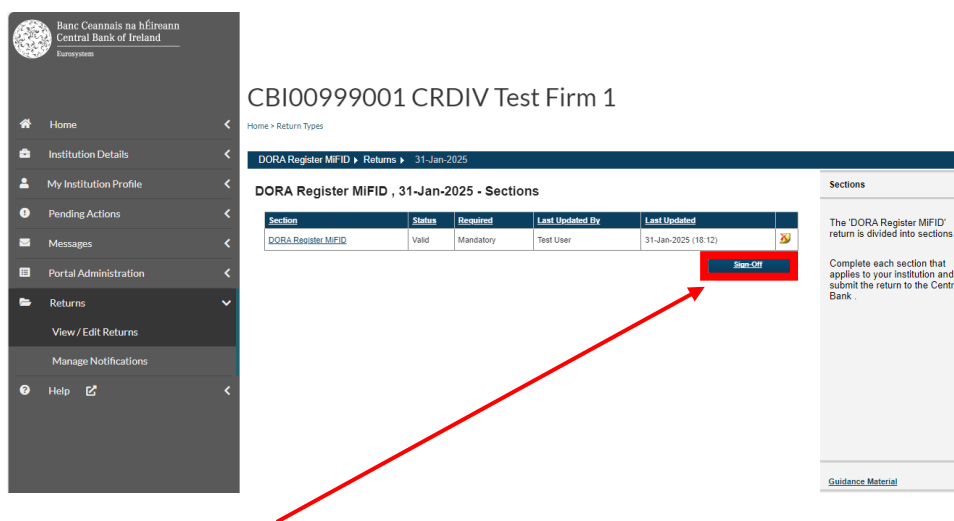 Banc Ceannais na hÉireann
Central Bank of Ireland
Eurosystem
CBI00999001 CRDIV Test Firm 1
Home > Return Types
Home
Institution Details
My Institution Profile
Pending Actions
Messages
Portal Administration
Returns
View / Edit Returns
Manage Notifications
Help
DORA Register MiFID Returns 31-Jan-2025
DORA Register MiFID , 31-Jan-2025 - Sections
Section Status Required Last Updated By Last Updated
DORA Register MiFID Valid Mandatory Test User 31-Jan-2025 (18:12)
Sign-Off
Sections
The 'DORA Register MiFID'
return is divided into sections
Complete each section that
applies to your institution and
submit the return to the Centr
Bank .
Guidance Material